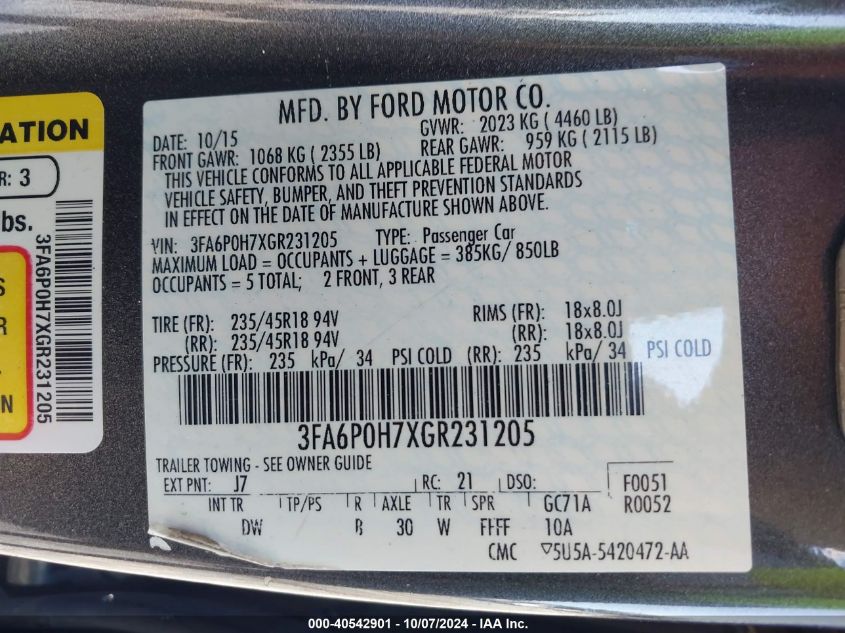 MFD. BY FORD MOTOR CO.
DATE: 10/15 GVWR: 2023 KG ( 4460 LB)
FRONT GAWR: 1068 KG ( 2355 LB) REAR GAWR: 959 KG ( 2115 LB)
THIS VEHICLE CONFORMS TO ALL APPLICABLE FEDERAL MOTOR
VEHICLE SAFETY, BUMPER, AND THEFT PREVENTION STANDARDS
IN EFFECT ON THE DATE OF MANUFACTURE SHOWN ABOVE.
VIN: 3FA6P0H7XGR231205 TYPE: Passenger Car
MAXIMUM LOAD = OCCUPANTS + LUGGAGE = 385KG/ 850LB
OCCUPANTS = 5 TOTAL; 2 FRONT, 3 REAR
TIRE (FR): 235/45R18 94V RIMS (FR): 18x8.0J
(RR): 235/45R18 94V (RR): 18x8.0J
PRESSURE (FR): 235 kPa/ 34 PSI COLD (RR): 235 kPa/ 34 PSI COLD
3FA6P0H7XGR231205
TRAILER TOWING - SEE OWNER GUIDE
EXT PNT: J7 RC: 21 DSO: F0051
INT TR TP/PS R AXLE TR SPR GC71A R0052
DW B 30 W FHFF 10A
CMC ▽5U5A-5420472-AA
ATION
R: 3
lbs.
S
R
N
3FA6P0H7XGR231205
000-40542901 - 10/07/2024 - IAA Inc.